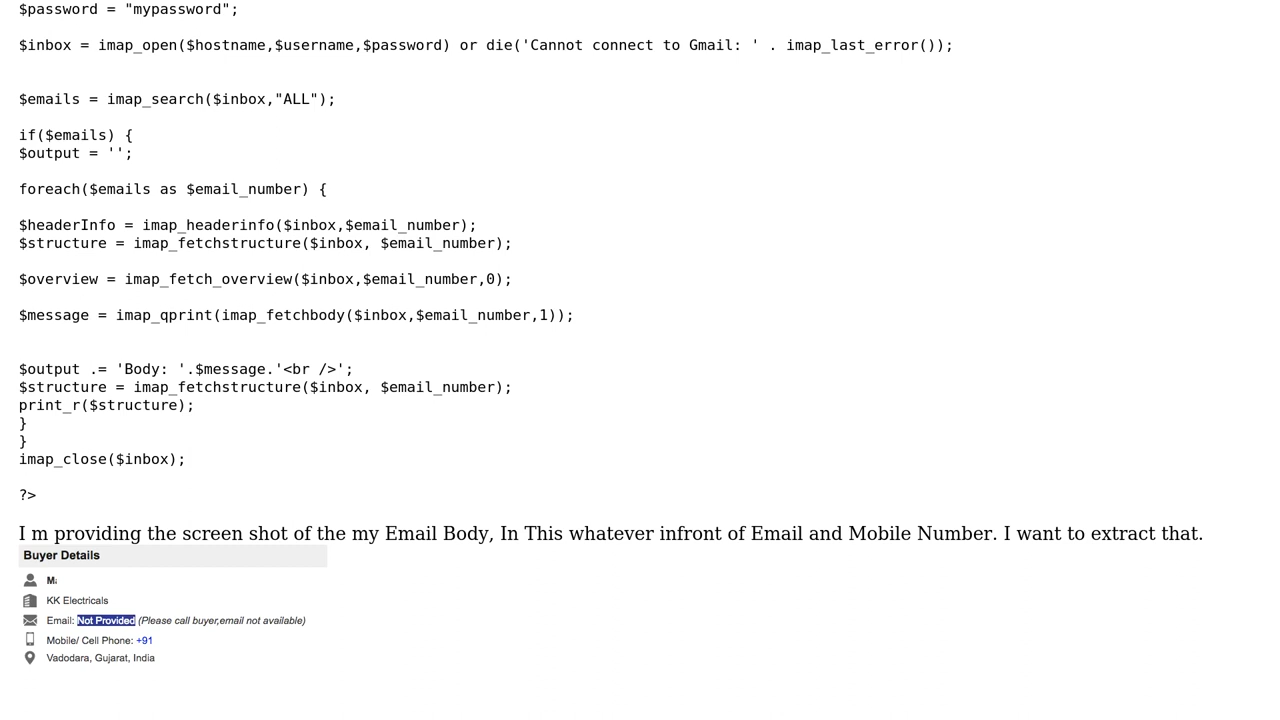 $password = "mypassword";
$inbox = imap_open($hostname,$username,$password) or die('Cannot connect to Gmail: ' . imap_last_error());
$emails = imap_search($inbox,"ALL");
if($emails) {
$output = '';
foreach($emails as $email_number) {
$headerInfo = imap_headerinfo($inbox,$email_number);
$structure = imap_fetchstructure($inbox, $email_number);
$overview = imap_fetch_overview($inbox,$email_number,0);
$message = imap_qprint(imap_fetchbody($inbox,$email_number,1));
$output .= 'Body: '.$message.'<br />';
$structure = imap_fetchstructure($inbox, $email_number);
print_r($structure);
}
}
imap_close($inbox);
?>
I m providing the screen shot of the my Email Body, In This whatever infront of Email and Mobile Number. I want to extract that.
Buyer Details
KK Electricals
Email: Not Provided (Please call buyer,email not available)
Mobile/ Cell Phone: +91
Vadodara, Gujarat, India